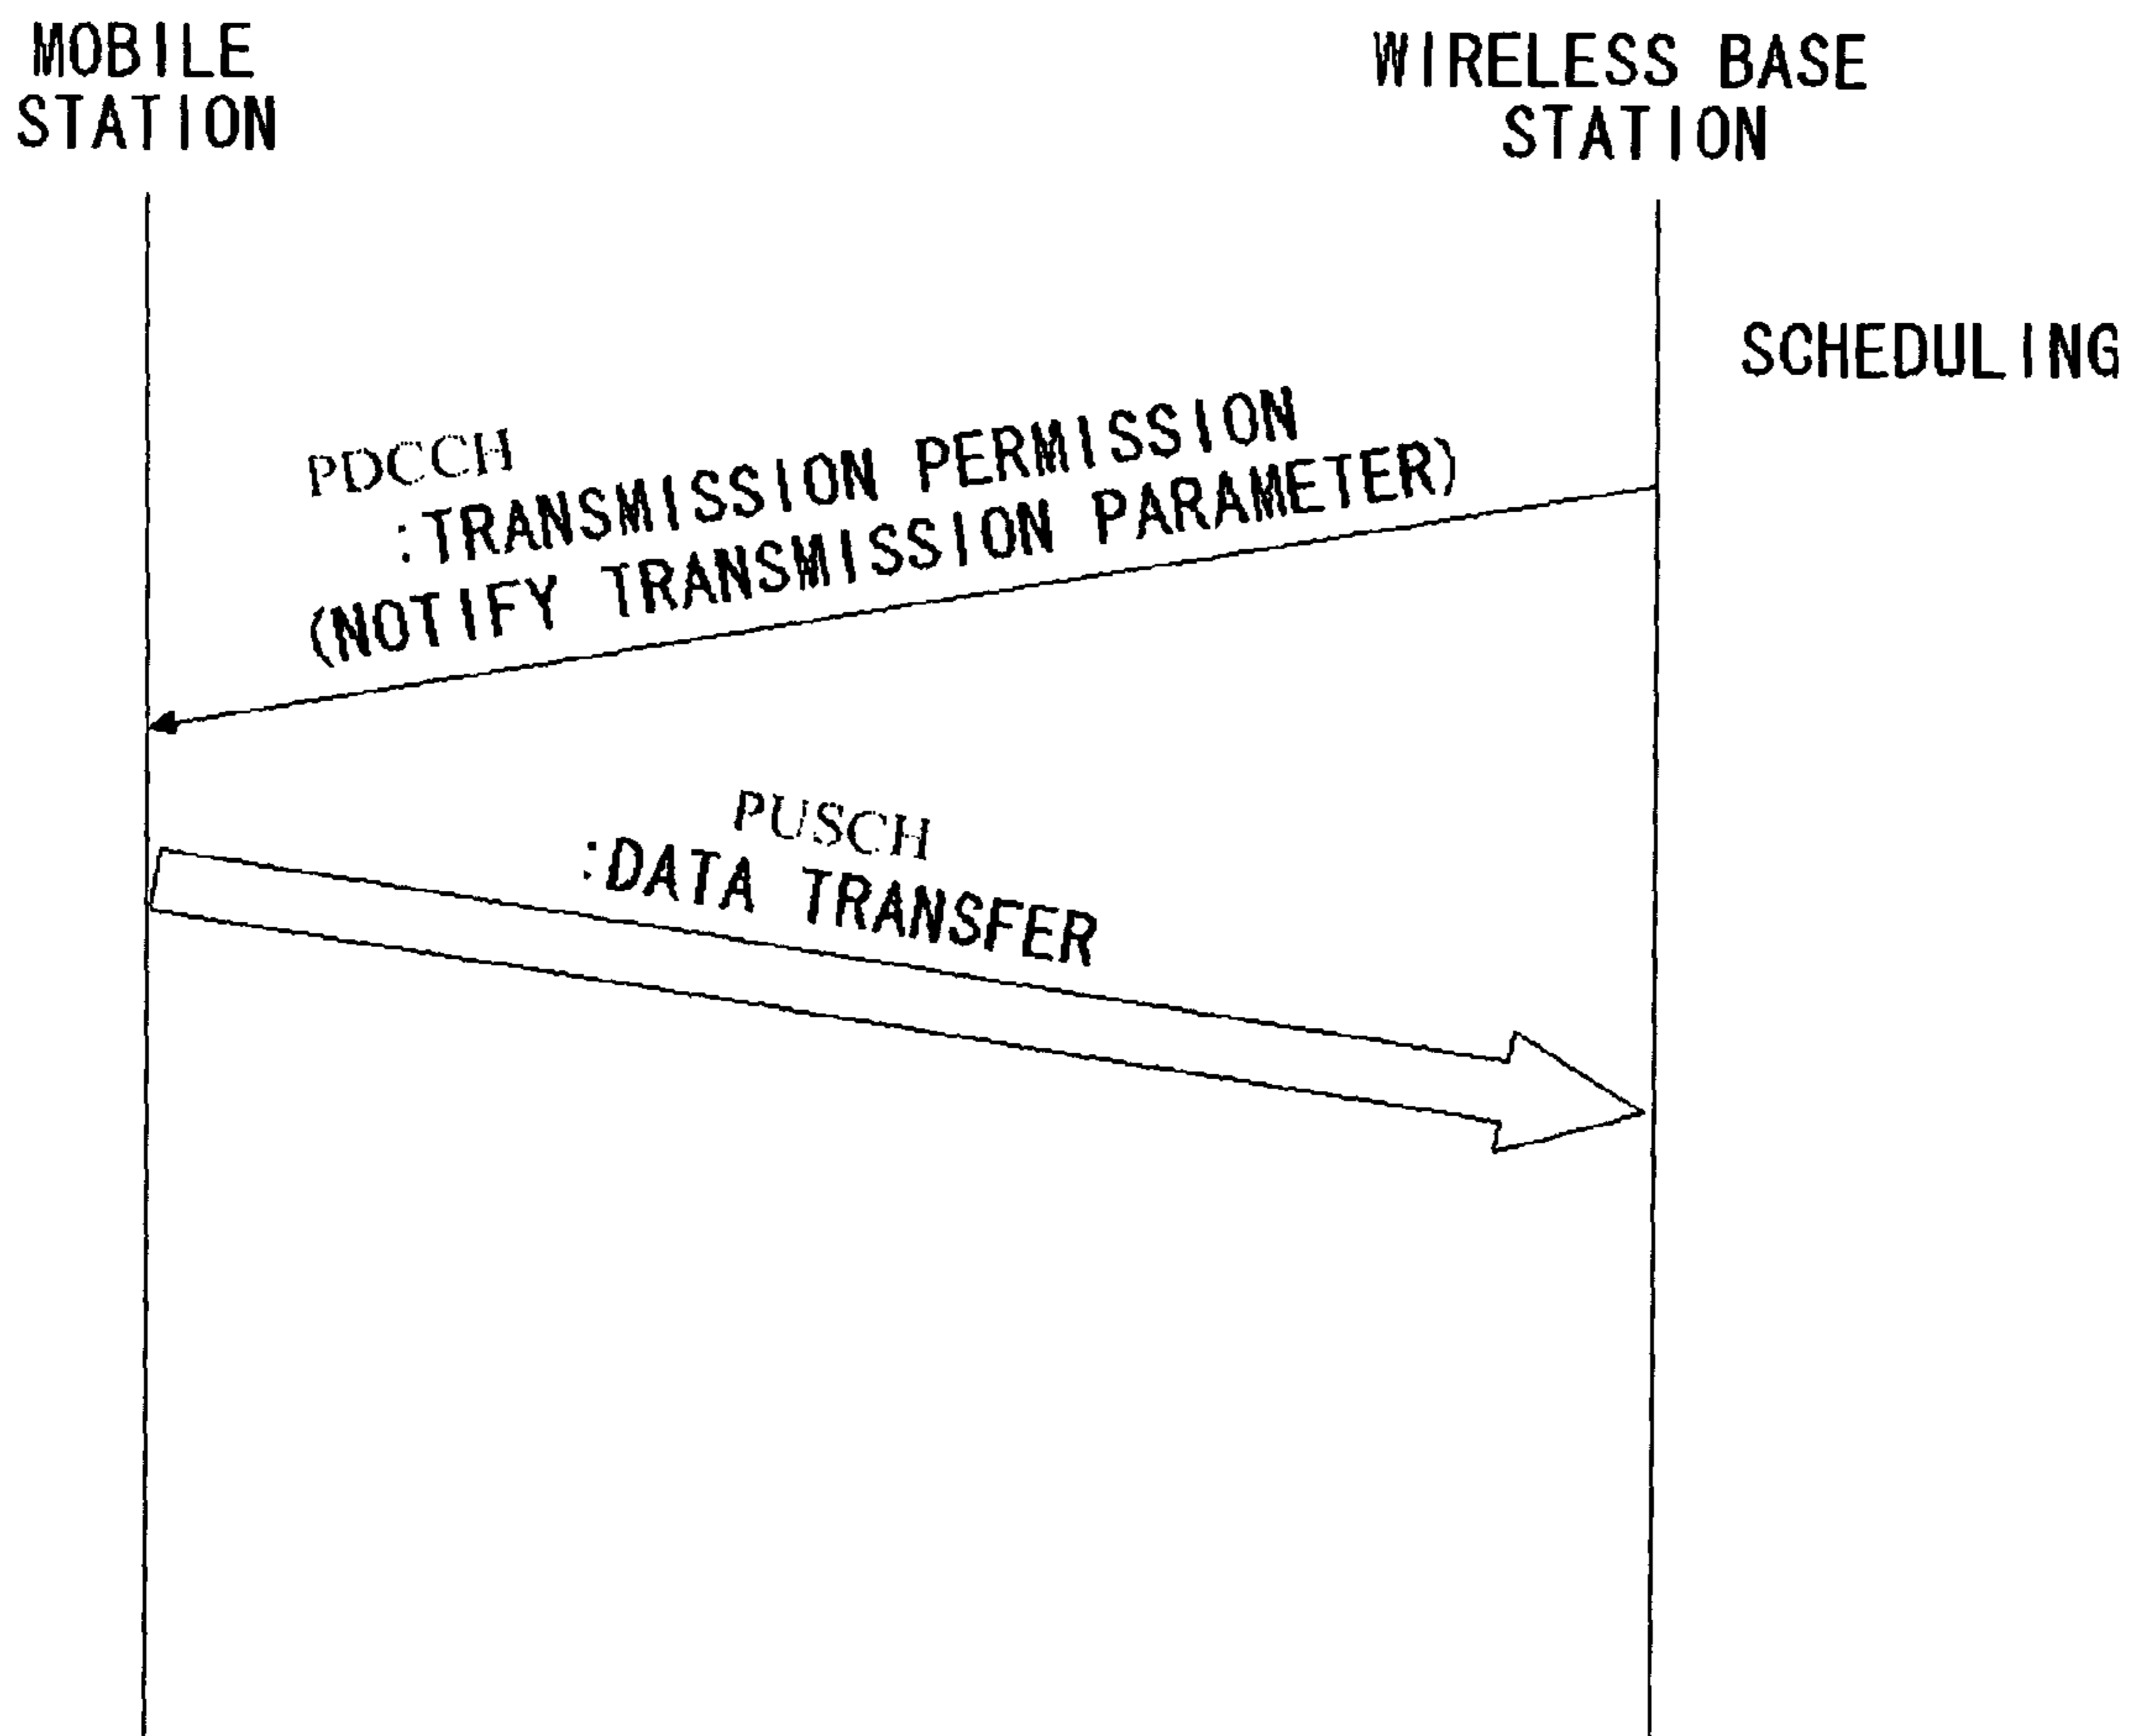 MOBILE
STATION
WIRELESS BASE
STATION
SCHEDULING
PDCCH
:TRANSMISSION PERMISSION
(NOTIFY TRANSMISSION PARAMETER)
PUSCH
:DATA TRANSFER